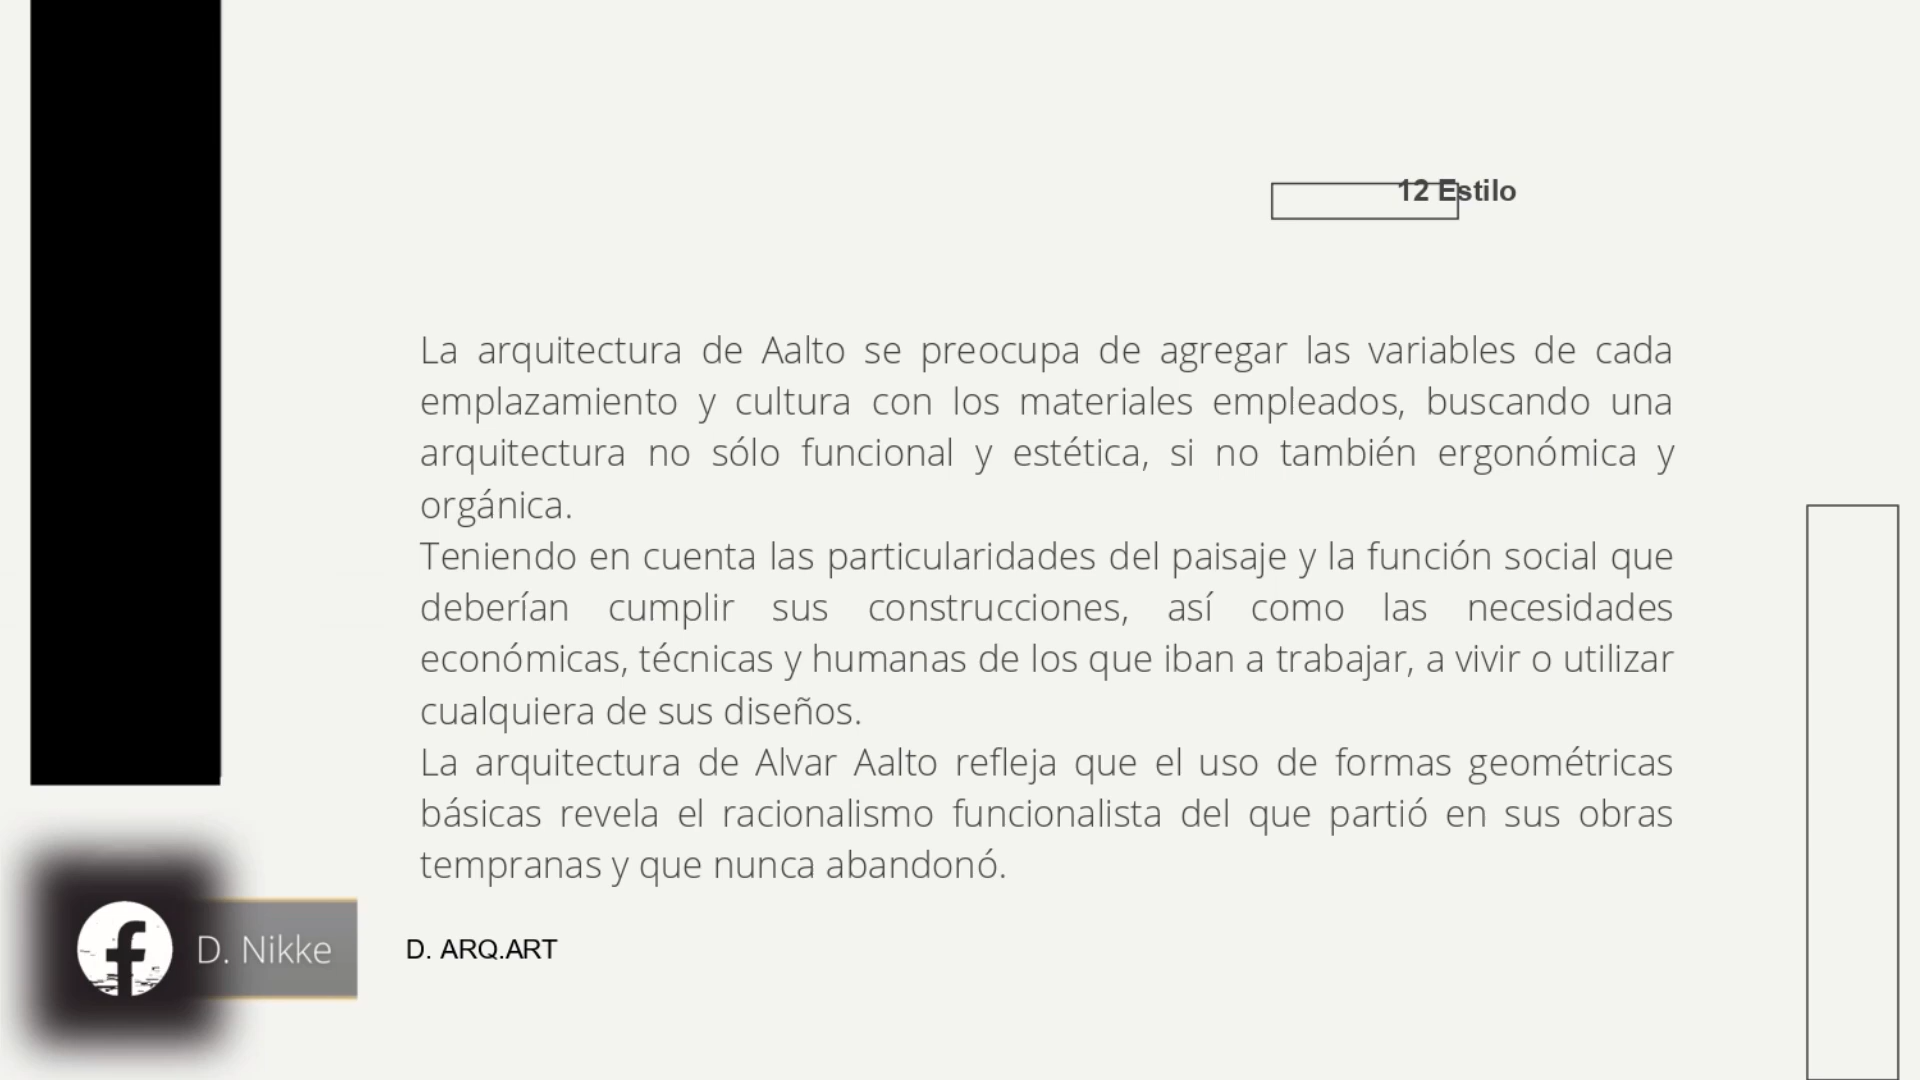 12 Estilo
La arquitectura de Aalto se preocupa de agregar las variables de cada
emplazamiento y cultura con los materiales empleados, buscando una
arquitectura no sólo funcional y estética, si no también ergonómica y
orgánica.
Teniendo en cuenta las particularidades del paisaje y la función social que
deberían cumplir sus construcciones, así como las necesidades
económicas, técnicas y humanas de los que iban a trabajar, a vivir o utilizar
cualquiera de sus diseños.
La arquitectura de Alvar Aalto refleja que el uso de formas geométricas
básicas revela el racionalismo funcionalista del que partió en sus obras
tempranas y que nunca abandonó.
D. Nikke
D. ARQ.ART